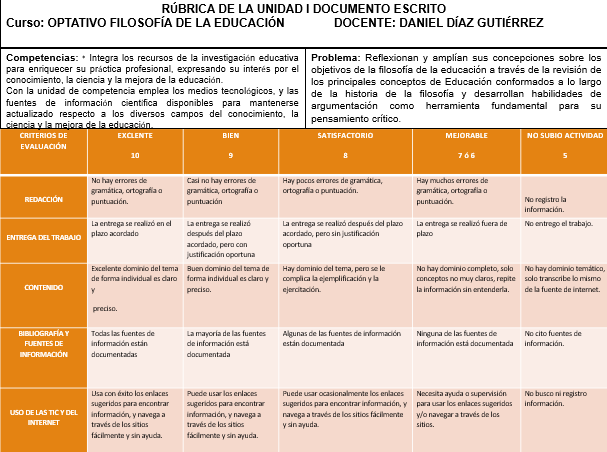 RÚBRICA DE LA UNIDAD I DOCUMENTO ESCRITO
Curso: OPTATIVO FILOSOFÍA DE LA EDUCACIÓN DOCENTE: DANIEL DÍAZ GUTIÉRREZ
Competencias: * Integra los recursos de la investigación educativa
para enriquecer su práctica profesional, expresando su interés por el
conocimiento, la ciencia y la mejora de la educación.
Con la unidad de competencia emplea los medios tecnológicos, y las
fuentes de información científica disponibles para mantenerse
actualizado respecto a los diversos campos del conocimiento, la
ciencia y la mejora de la educación.
Problema: Reflexionan y amplían sus concepciones sobre los
objetivos de la filosofía de la educación a través de la revisión de
los principales conceptos de Educación conformados a lo largo
de la historia de la filosofía y desarrollan habilidades de
argumentación como herramienta fundamental para su
pensamiento crítico.
CRITERIOS DE
EVALUACIÓN
EXCLENTE
10
BIEN
9
SATISFACTORIO
8
MEJORABLE
7 ó 6
NO SUBIO ACTIVIDAD
5
REDACCIÓN
No hay errores de
gramática, ortografía o
puntuación.
Casi no hay errores de
gramática, ortografía o
puntuación
Hay pocos errores de gramática,
ortografía o puntuación.
Hay muchos errores de
gramática, ortografía o
puntuación.
No registro la
información.
ENTREGA DEL TRABAJO
La entrega se realizó en el
plazo acordado
La entrega se realizó
después del plazo
acordado, pero con
justificación oportuna
La entrega se realizó después del plazo
acordado, pero sin justificación
oportuna
La entrega se realizó fuera de
plazo
No entrego el trabajo.
CONTENIDO
Excelente dominio del tema
de forma individual es claro
y
preciso.
Buen dominio del tema de
forma individual es claro y
preciso.
Hay dominio del tema, pero se le
complica la ejemplificación y la
ejercitación.
No hay dominio completo, solo
conceptos no muy claros, repite
la información sin entenderla.
No hay dominio temático,
solo transcribe lo mismo
de la fuente de internet.
BIBLIOGRAFÍA Y
FUENTES DE
INFORMACIÓN
Todas las fuentes de
información están
documentadas
La mayoría de las fuentes
de información está
documentada
Algunas de las fuentes de información
están documentada
Ninguna de las fuentes de
información está documentada
No cito fuentes de
información.
USO DE LAS TIC Y DEL
INTERNET
Usa con éxito los enlaces
sugeridos para encontrar
información, y navega a
través de los sitios
fácilmente y sin ayuda.
Puede usar los enlaces
sugeridos para encontrar
información, y navega a
través de los sitios
fácilmente y sin ayuda.
Puede usar ocasionalmente los enlaces
sugeridos para encontrar información, y
navega a través de los sitios fácilmente
y sin ayuda.
Necesita ayuda o supervisión
para usar los enlaces sugeridos
y/o navegar a través de los
sitios.
No busco ni registro
información.